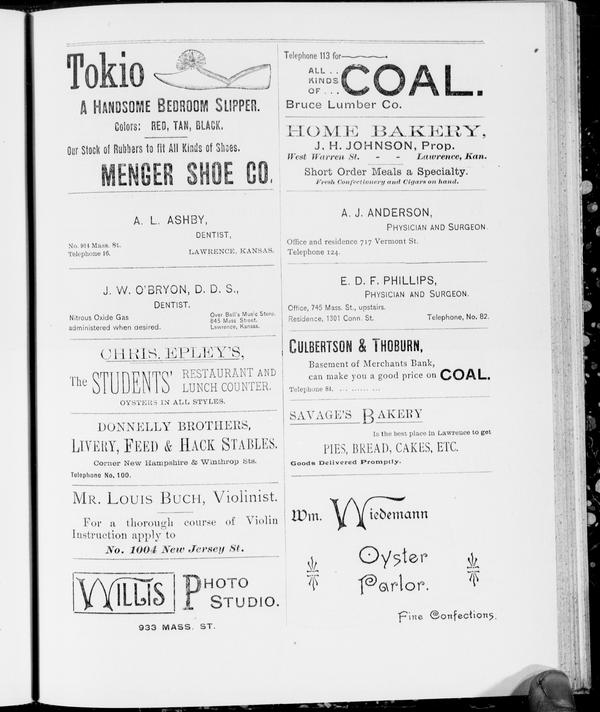 Tokio
A HANDSOME BEDROOM SLIPPER.
Colors: RED, TAN, BLACK.
Our Stock of Rubbers to fit All Kinds of Shoes.
MENGER SHOE CO.
A. L. ASHBY,
DENTIST,
No. 914 Mass. St.
Telephone 16.
LAWRENCE, KANSAS.
J. W. O'BRYON, D. D. S.,
DENTIST.
Nitrous Oxide Gas
administered when desired.
Over Bell's Music Store.
845 Mass Street.
Lawrence, Kansas.
CHRIS. EPLEY'S,
The STUDENTS' RESTAURANT AND
LUNCH COUNTER.
OYSTERS IN ALL STYLES.
DONNELLY BROTHERS,
LIVERY, FEED & HACK STABLES.
Corner New Hampshire & Winthrop Sts.
Telephone No, 100.
MR. LOUIS BUCH, Violinist.
For a thorough course of Violin
Instruction apply to
No. 1004 New Jersey St.
WILLIS PHOTO
STUDIO.
933 MASS. ST.
Telephone 113 for
ALL ..
KINDS
OF ...
COAL.
Bruce Lumber Co.
HOME BAKERY,
J. H. JOHNSON, Prop.
West Warren St. - - Lawrence, Kan.
Short Order Meals a Specialty.
Fresh Confectionery and Cigars on hand.
A. J. ANDERSON,
PHYSICIAN AND SURGEON.
Office and residence 717 Vermont St.
Telephone 124.
E. D. F. PHILLIPS,
PHYSICIAN AND SURGEON.
Office, 745 Mass. St., upstairs.
Residence, 1301 Conn. St. Telephone, No. 82.
CULBERTSON & THOBURN,
Basement of Merchants Bank,
can make you a good price on COAL.
Telephone 84. ... ........ ...
SAVAGE'S BAKERY
Is the best place in Lawrence to get
PIES, BREAD, CAKES, ETC.
Goods Delivered Promptly.
Wm. Wiedemann
Oyster
Parlor.
Fine Confections.